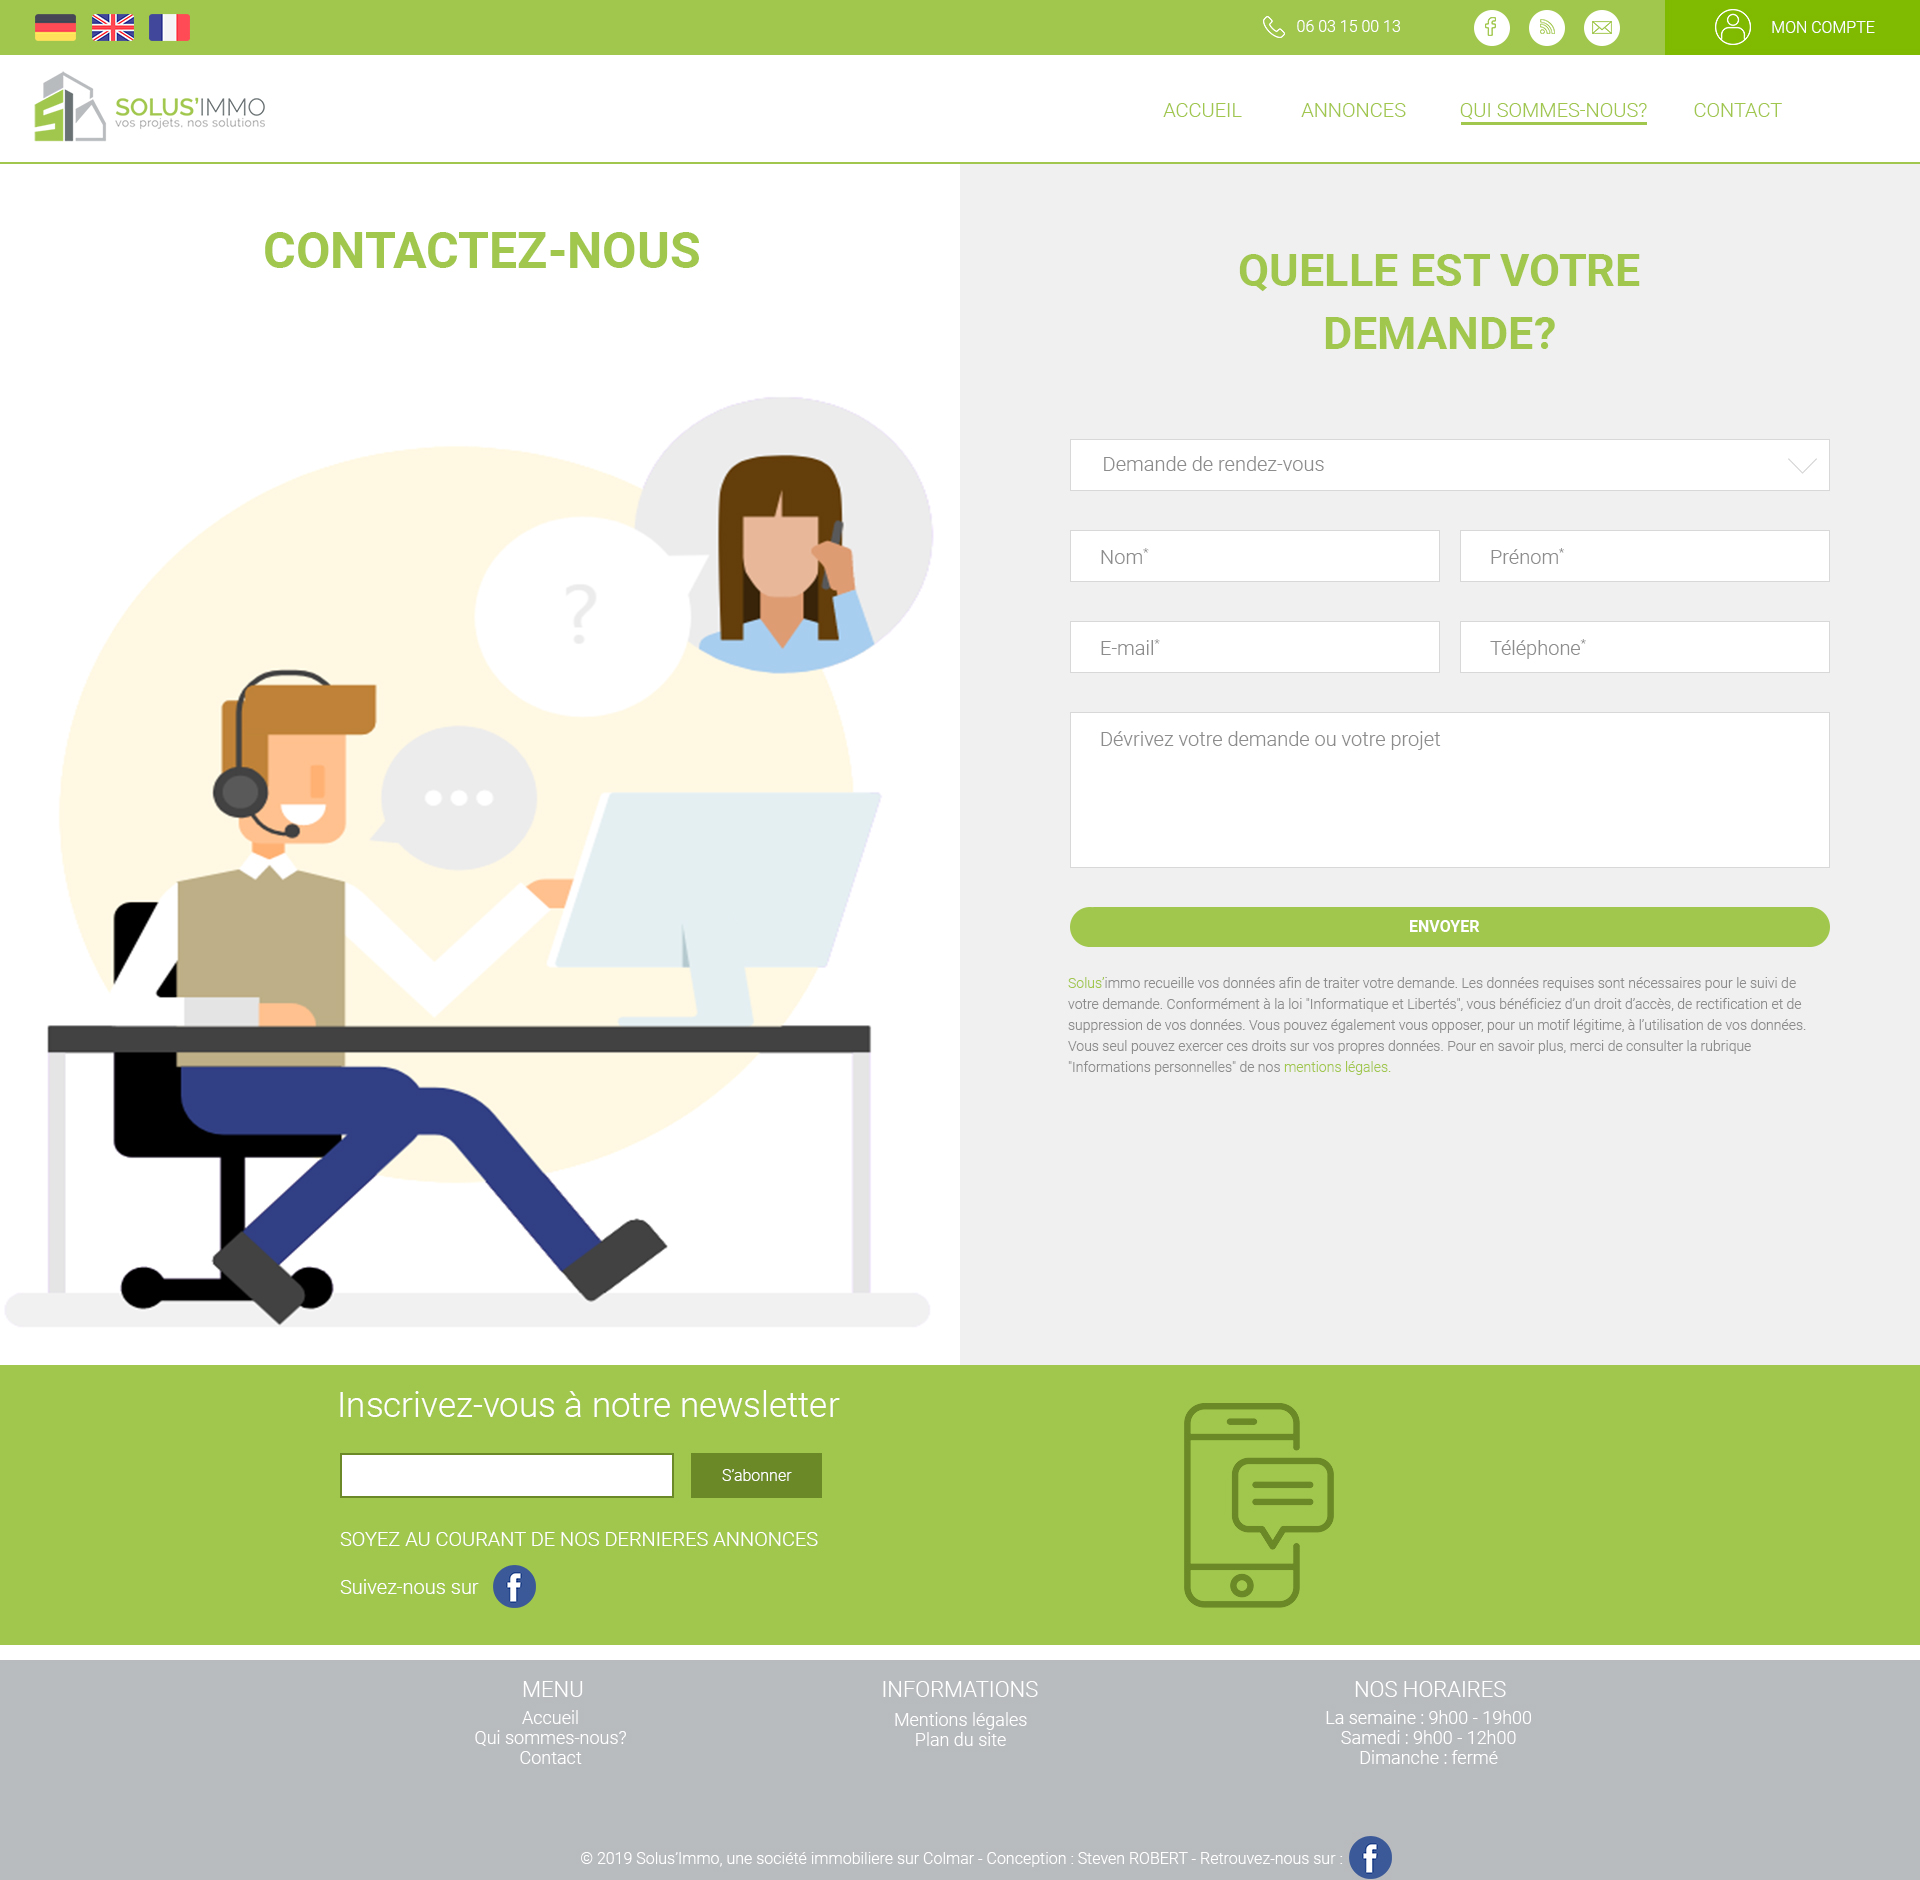 06 03 15 00 13
MON COMPTE
SOLUS'IMMO
vos projets, nos solutions
ACCUEIL
ANNONCES
QUI SOMMES-NOUS?
CONTACT
CONTACTEZ-NOUS
?
QUELLE EST VOTRE
DEMANDE?
Demande de rendez-vous
Nom*
Prénom*
E-mail*
Téléphone*
Dévrivez votre demande ou votre projet
ENVOYER
Solus'immo recueille vos données afin de traiter votre demande. Les données requises sont nécessaires pour le suivi de
votre demande. Conformément à la loi "Informatique et Libertés", vous bénéficiez d'un droit d'accès, de rectification et de
suppression de vos données. Vous pouvez également vous opposer, pour un motif légitime, à l'utilisation de vos données.
Vous seul pouvez exercer ces droits sur vos propres données. Pour en savoir plus, merci de consulter la rubrique
"Informations personnelles" de nos mentions légales.
Inscrivez-vous à notre newsletter
S'abonner
SOYEZ AU COURANT DE NOS DERNIERES ANNONCES
Suivez-nous sur
MENU
Accueil
Qui sommes-nous?
Contact
INFORMATIONS
Mentions légales
Plan du site
NOS HORAIRES
La semaine : 9h00 - 19h00
Samedi : 9h00 - 12h00
Dimanche : fermé
© 2019 Solus'Immo, une société immobiliere sur Colmar - Conception : Steven ROBERT - Retrouvez-nous sur :